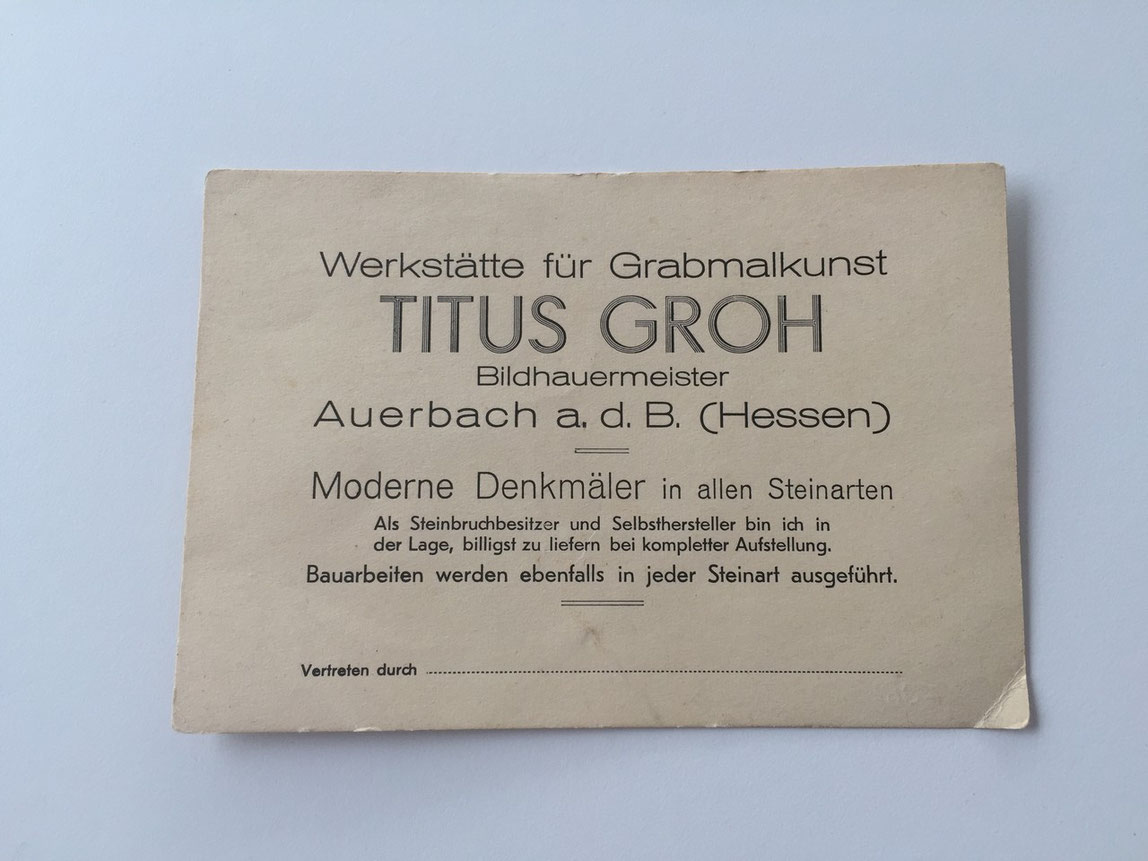 Werkstätte für Grabmalkunst
TITUS GROH
Bildhauermeister
Auerbach a. d. B. (Hessen)
Moderne Denkmäler in allen Steinarten
Als Steinbruchbesitzer und Selbsthersteller bin ich in
der Lage, billigst zu liefern bei kompletter Aufstellung.
Bauarbeiten werden ebenfalls in jeder Steinart ausgeführt.
Vertreten durch